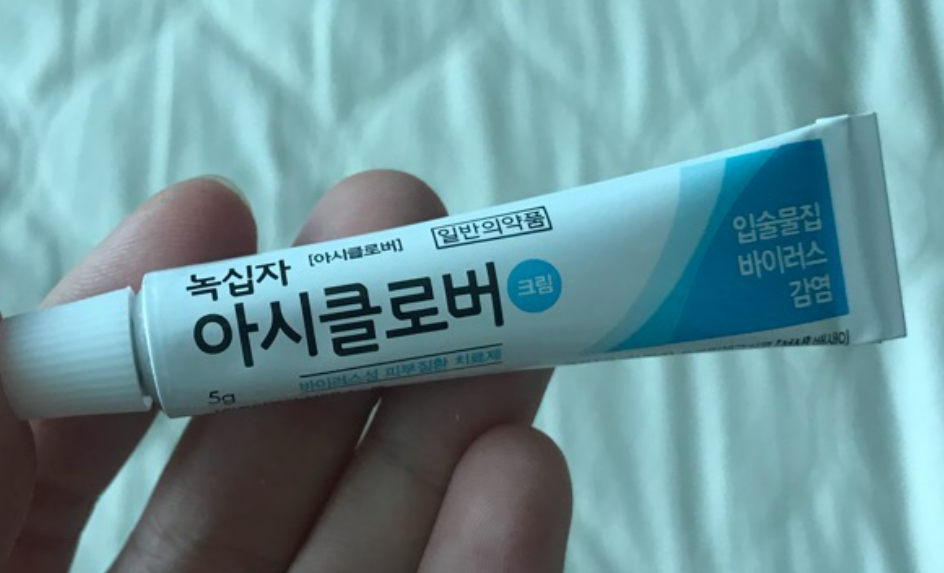 녹십자 [아시클로버] 일반의약품
아시클로버 크림
바이러스성 피부질환 치료제
5g
입술물집
바이러스
감염